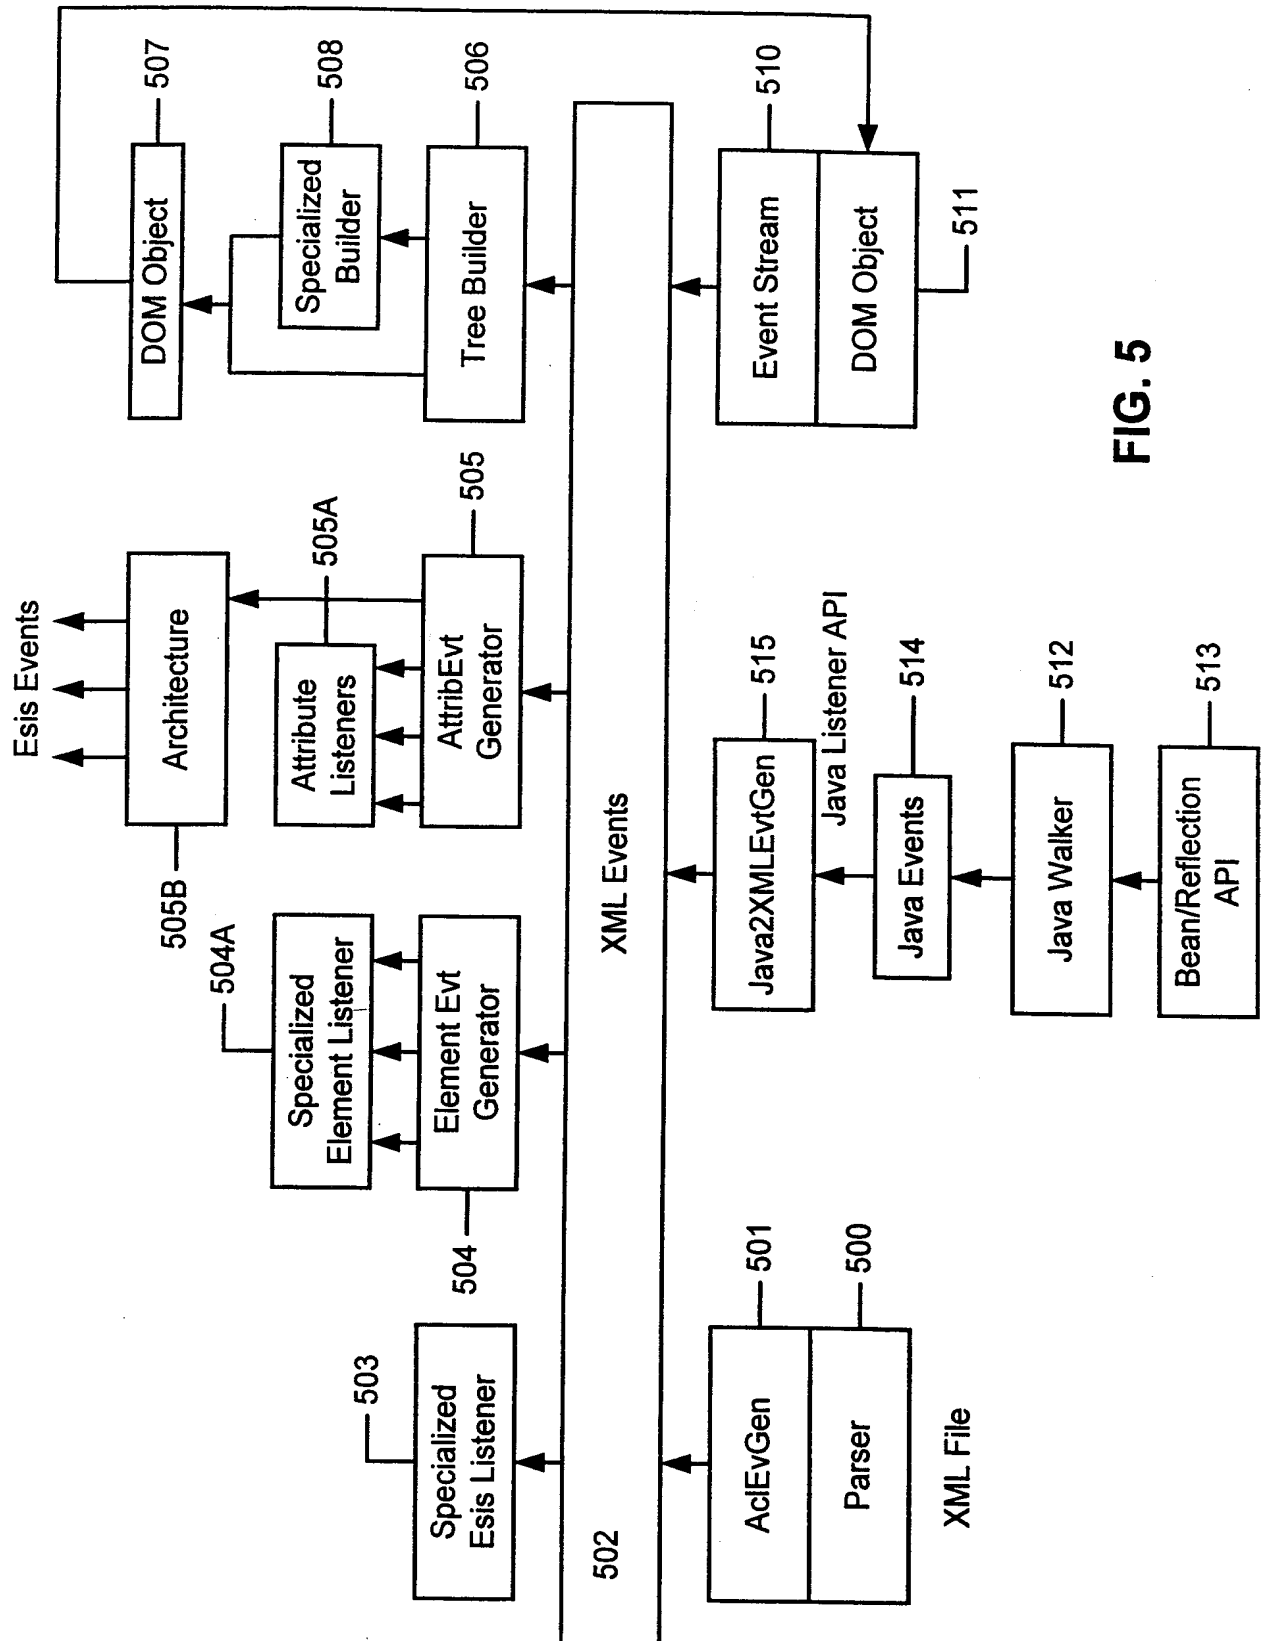 Esis Events
507
DOM Object
508
Specialized
Builder
506
Tree Builder
505B
Architecture
505A
Attribute
Listeners
505
AttribEvt
Generator
504A
Specialized
Element Listener
504
Element Evt
Generator
503
Specialized
Esis Listener
502
XML Events
501
AclEvGen
500
Parser
XML File
515
Java2XMLEvtGen
Java Listener API
514
Java Events
512
Java Walker
513
Bean/Reflection
API
510
Event Stream
DOM Object
511
FIG. 5